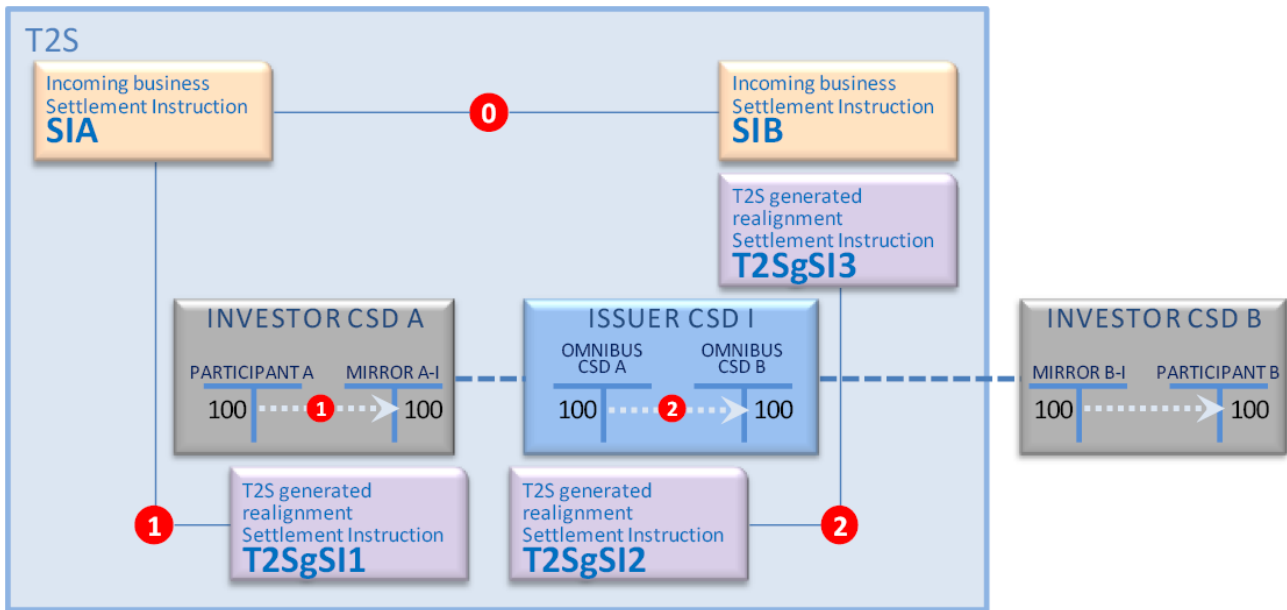 T2S
Incoming business
Settlement Instruction
SIA
0
Incoming business
Settlement Instruction
SIB
T2S generated
realignment
Settlement Instruction
T2SgSI3
INVESTOR CSD A
PARTICIPANT A
MIRROR A-I
100
1
100
ISSUER CSD I
OMNIBUS
CSD A
OMNIBUS
CSD B
100
2
100
INVESTOR CSD B
MIRROR B-I
PARTICIPANT B
100
100
1
T2S generated
realignment
Settlement Instruction
T2SgSI1
T2S generated
realignment
Settlement Instruction
T2SgSI2
2